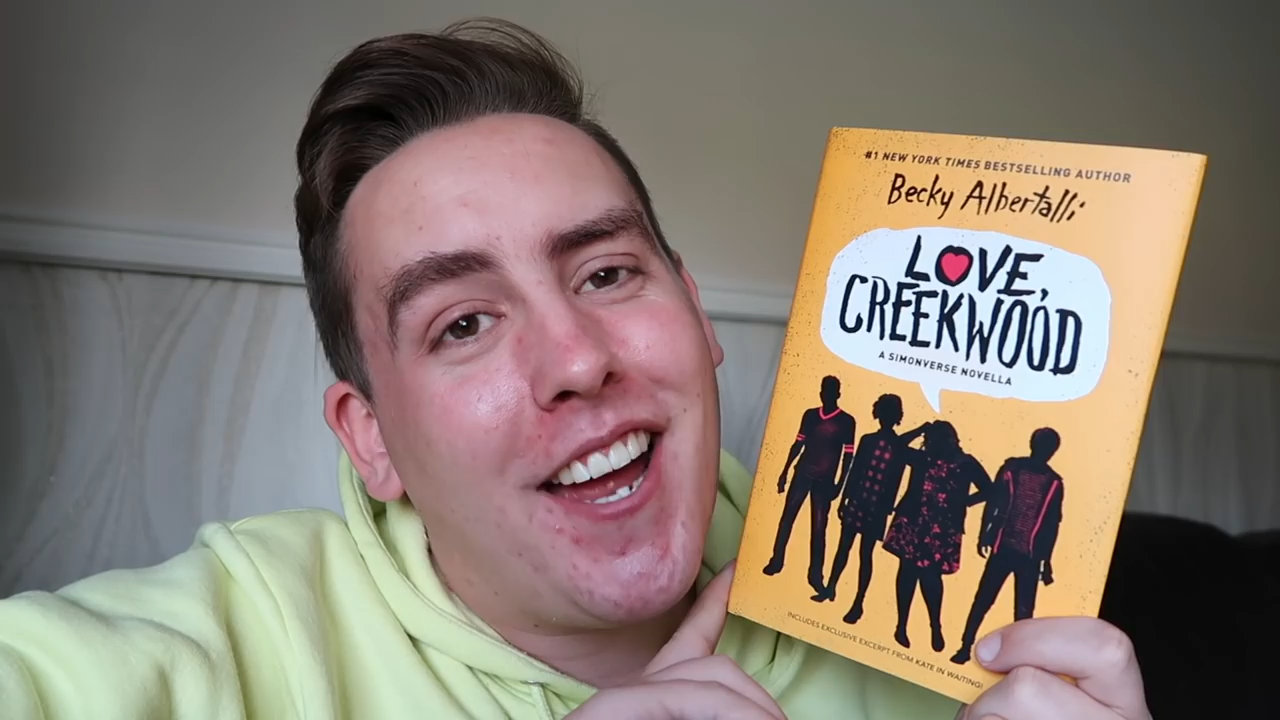 #1 NEW YORK TIMES BESTSELLING AUTHOR
Becky Albertalli
LOVE,
CREEKWOOD
A SIMONVERSE NOVELLA
INCLUDES EXCLUSIVE EXCERPT FROM KATE IN WAITING!